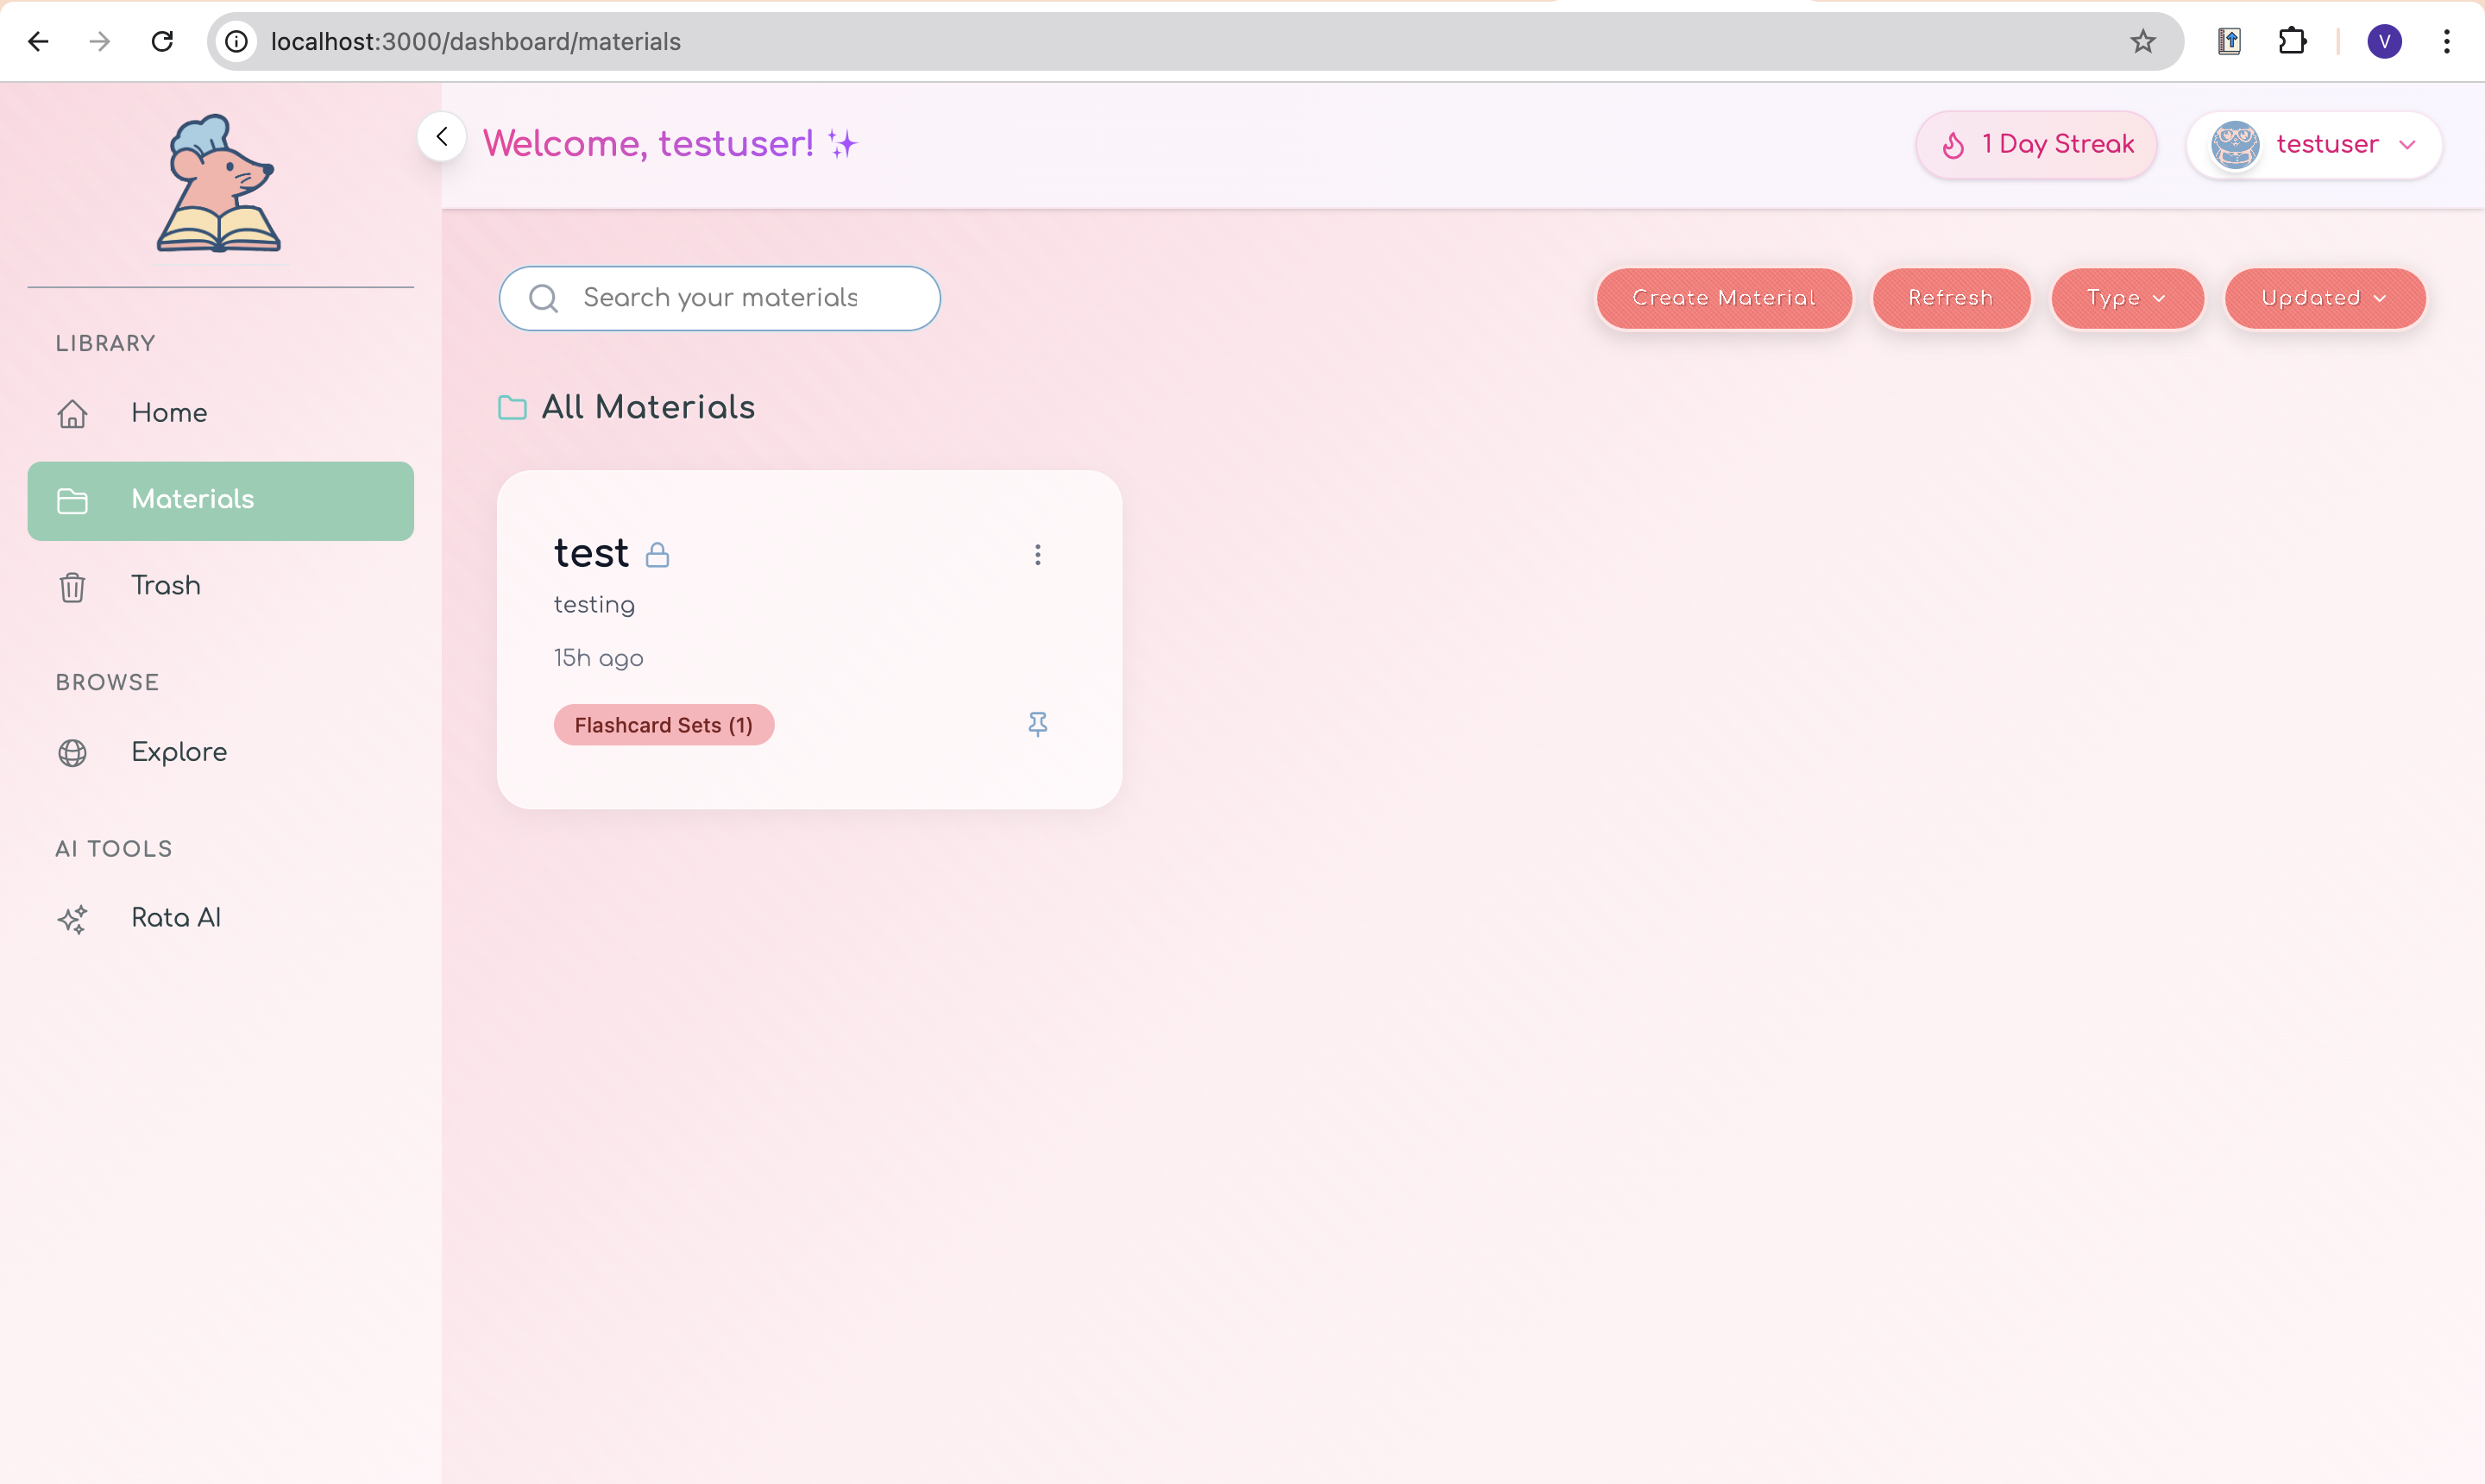 localhost:3000/dashboard/materials
V
Welcome, testuser!
1 Day Streak
testuser
LIBRARY
Home
Materials
Trash
BROWSE
Explore
AI TOOLS
Rata AI
Search your materials
Create Material
Refresh
Type
Updated
All Materials
test
testing
15h ago
Flashcard Sets (1)